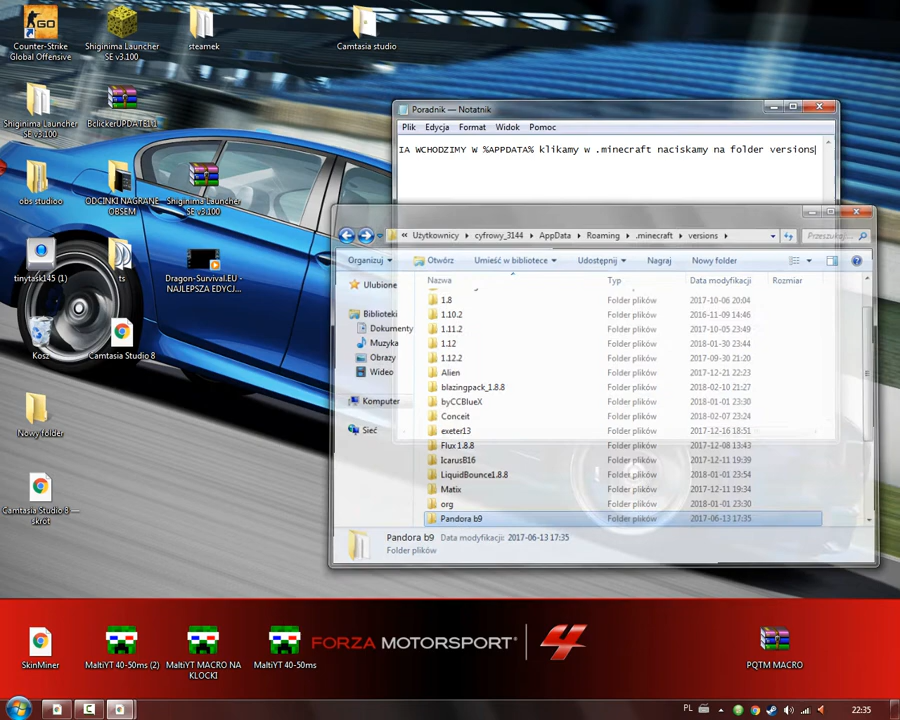 Counter-Strike
Global Offensive
Shiginima Launcher
SE v3.100
steamek
Camtasia studio
Shiginima Launcher
SE v3.100
BclickerUPDATE1.1
obs studioo
ODCINKI NAGRANE
OBSEM
Shiginima Launcher
SE v3.100
tinytask145 (1)
ts
Dragon-Survival.EU -
NAJLEPSZA EDYCJ...
Kosz
Camtasia Studio 8
Nowy folder
Camtasia Studio 8 —
skrót
Poradnik — Notatnik
Plik Edycja Format Widok Pomoc
IA WCHODZIMY W %APPDATA% klikamy w .minecraft naciskamy na folder versions
« Użytkownicy cyfrowy_3144 AppData Roaming .minecraft versions
Przeszukaj...
Organizuj Otwórz Umieść w bibliotece Udostępnij Nagraj Nowy folder
Ulubione
Biblioteki
Dokumenty
Muzyka
Obrazy
Wideo
Komputer
Sieć
Nazwa Typ Data modyfikacji Rozmiar
1.8 Folder plików 2017-10-06 20:04
1.10.2 Folder plików 2016-11-09 14:46
1.11.2 Folder plików 2017-10-05 23:49
1.12 Folder plików 2018-01-30 23:44
1.12.2 Folder plików 2017-09-30 21:20
Alien Folder plików 2017-12-21 22:23
blazingpack_1.8.8 Folder plików 2018-02-10 21:27
byCCBlueX Folder plików 2018-01-01 23:30
Conceit Folder plików 2018-02-07 23:24
exeter13 Folder plików 2017-12-16 18:51
Flux 1.8.8 Folder plików 2017-12-08 13:43
IcarusB16 Folder plików 2017-12-11 19:39
LiquidBounce1.8.8 Folder plików 2018-01-01 23:54
Matix Folder plików 2017-12-11 19:34
org Folder plików 2018-01-01 23:30
Pandora b9 Folder plików 2017-06-13 17:35
Pandora b9 Data modyfikacji: 2017-06-13 17:35
Folder plików
FORZA MOTORSPORT 4
SkinMiner
MaltiYT 40-50ms (2)
MaltiYT MACRO NA
KLOCKI
MaltiYT 40-50ms
PQTM MACRO
PL
22:35